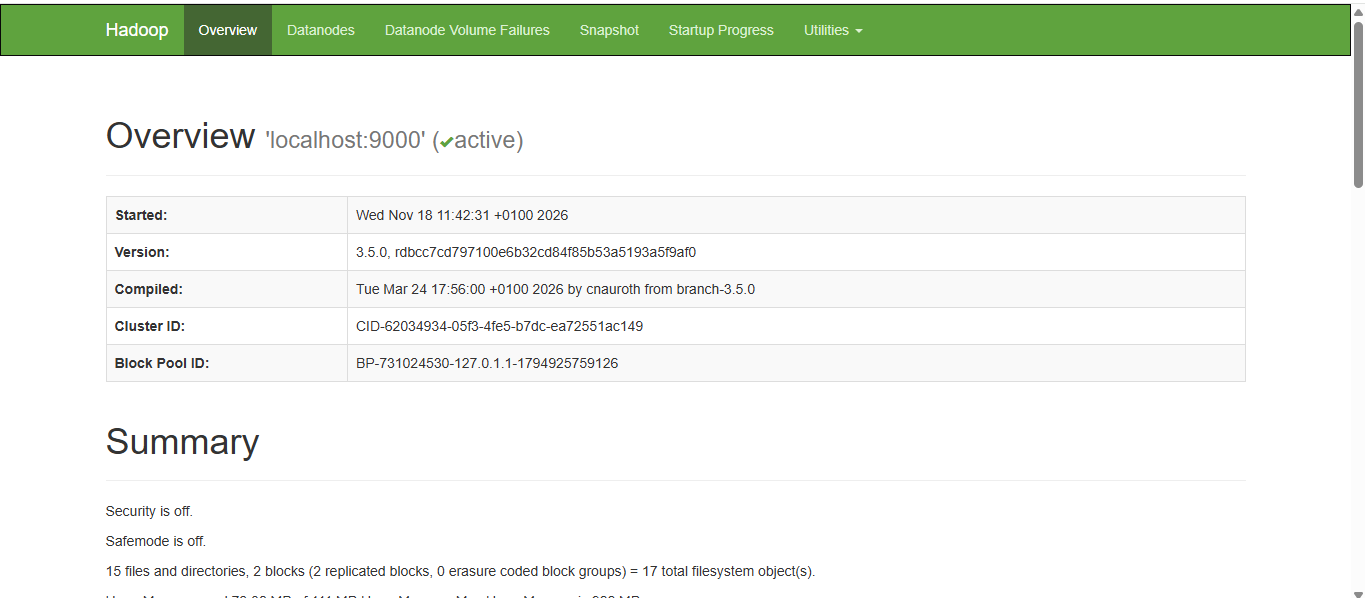 Hadoop Overview Datanodes Datanode Volume Failures Snapshot Startup Progress Utilities
Overview 'localhost:9000' (✔active)
Started: Wed Nov 18 11:42:31 +0100 2026
Version: 3.5.0, rdbcc7cd797100e6b32cd84f85b53a5193a5f9af0
Compiled: Tue Mar 24 17:56:00 +0100 2026 by cnauroth from branch-3.5.0
Cluster ID: CID-62034934-05f3-4fe5-b7dc-ea72551ac149
Block Pool ID: BP-731024530-127.0.1.1-1794925759126
Summary
Security is off.
Safemode is off.
15 files and directories, 2 blocks (2 replicated blocks, 0 erasure coded block groups) = 17 total filesystem object(s).